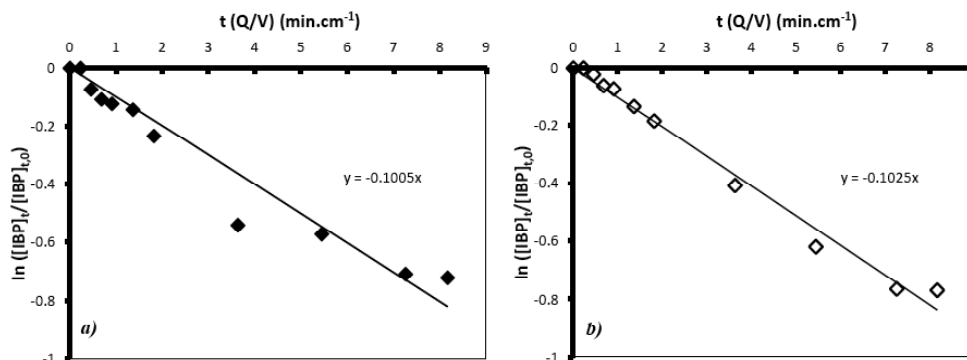 t (Q/V) (min.cm⁻¹)
0 1 2 3 4 5 6 7 8 9
0
-0.2
-0.4
-0.6
-0.8
-1
ln ([IBP]ₜ/[IBP]ₜ,₀)
y = -0.1005x
a)
t (Q/V) (min.cm⁻¹)
0 1 2 3 4 5 6 7 8
0
-0.2
-0.4
-0.6
-0.8
-1
ln ([IBP]ₜ/[IBP]ₜ,₀)
y = -0.1025x
b)